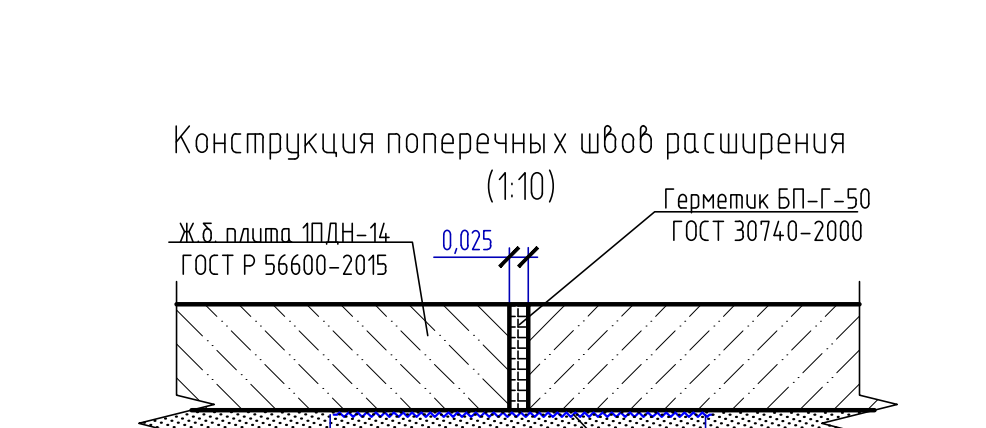 Конструкция поперечных швов расширения
(1:10)
Герметик БП-Г-50
ГОСТ 30740-2000
Ж.б. плита 1ПДН-14
ГОСТ Р 56600-2015
0,025